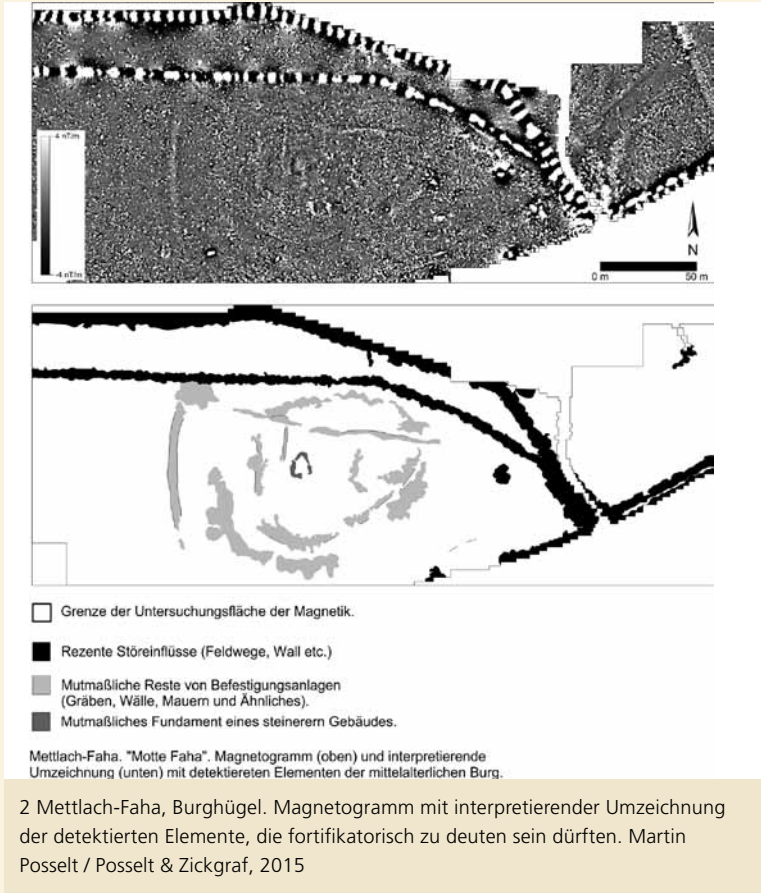 4 nT/m
-4 nT/m
N
0 m 50 m
Grenze der Untersuchungsfläche der Magnetik.
Rezente Störeinflüsse (Feldwege, Wall etc.)
Mutmaßliche Reste von Befestigungsanlagen
(Gräben, Wälle, Mauern und Ähnliches).
Mutmaßliches Fundament eines steinerern Gebäudes.
Mettlach-Faha. "Motte Faha". Magnetogramm (oben) und interpretierende
Umzeichnung (unten) mit detektiereten Elementen der mittelalterlichen Burg.
2 Mettlach-Faha, Burghügel. Magnetogramm mit interpretierender Umzeichnung
der detektierten Elemente, die fortifikatorisch zu deuten sein dürften. Martin
Posselt / Posselt & Zickgraf, 2015